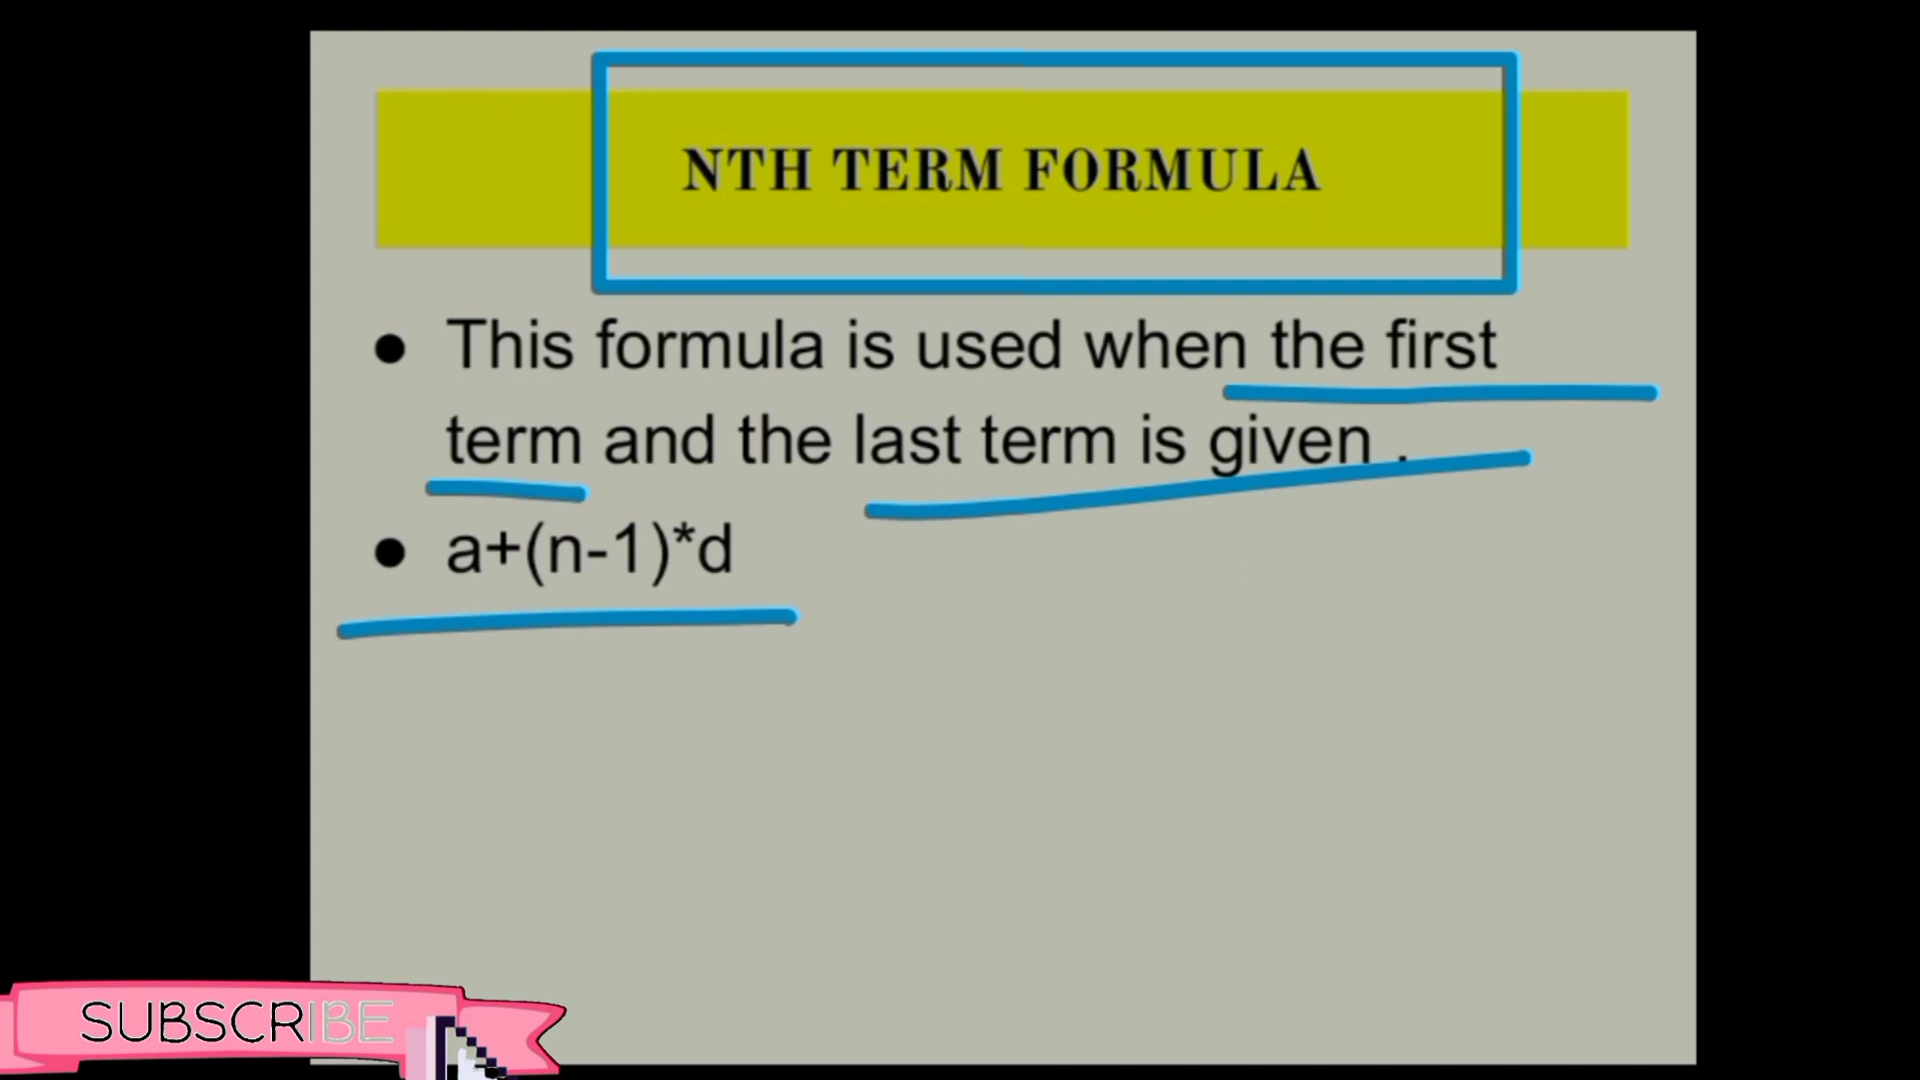 NTH TERM FORMULA
● This formula is used when the first
term and the last term is given .
● a+(n-1)*d
SUBSCRIBE